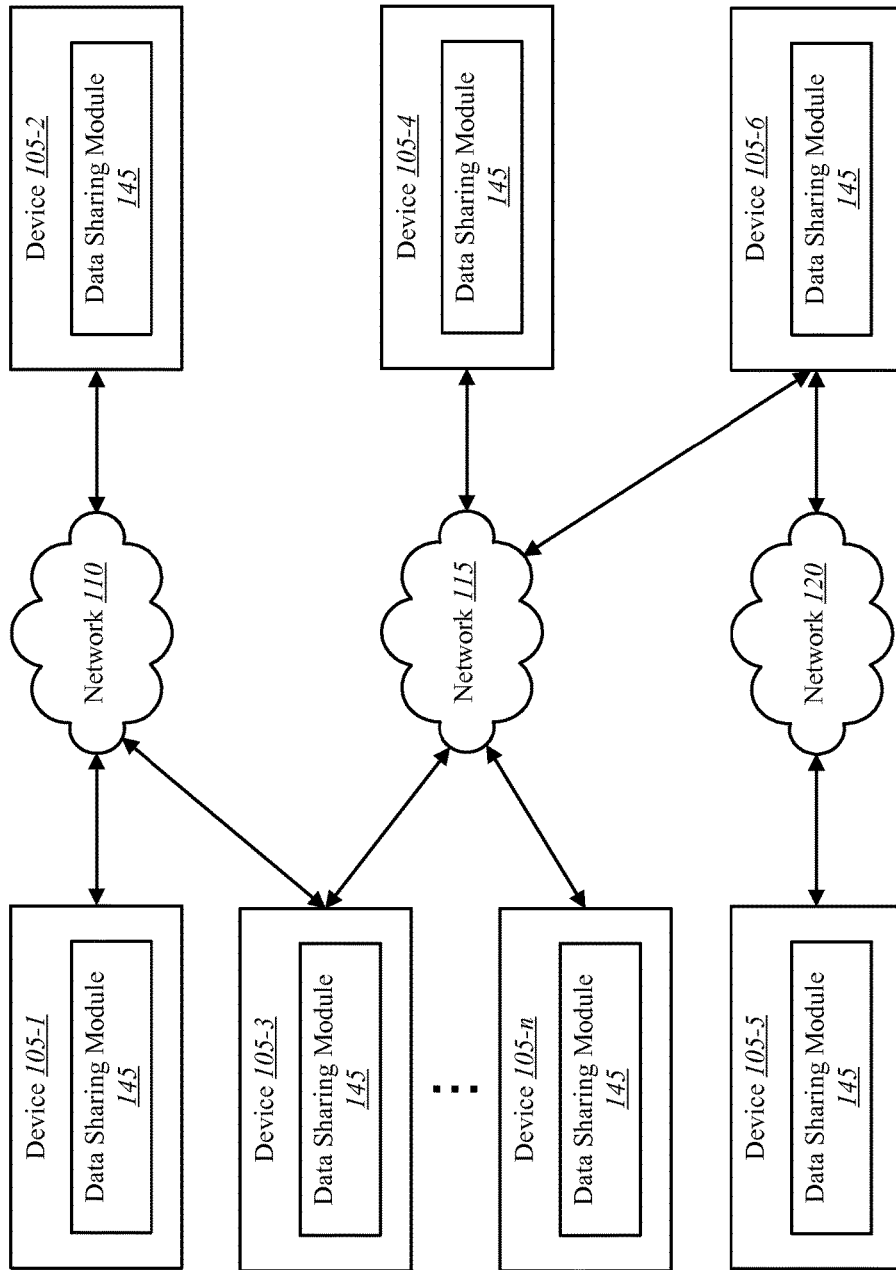 Device 105-1
Data Sharing Module
145
Network 110
Device 105-2
Data Sharing Module
145
Device 105-3
Data Sharing Module
145
Network 115
Device 105-4
Data Sharing Module
145
...
Device 105-n
Data Sharing Module
145
Device 105-5
Data Sharing Module
145
Network 120
Device 105-6
Data Sharing Module
145